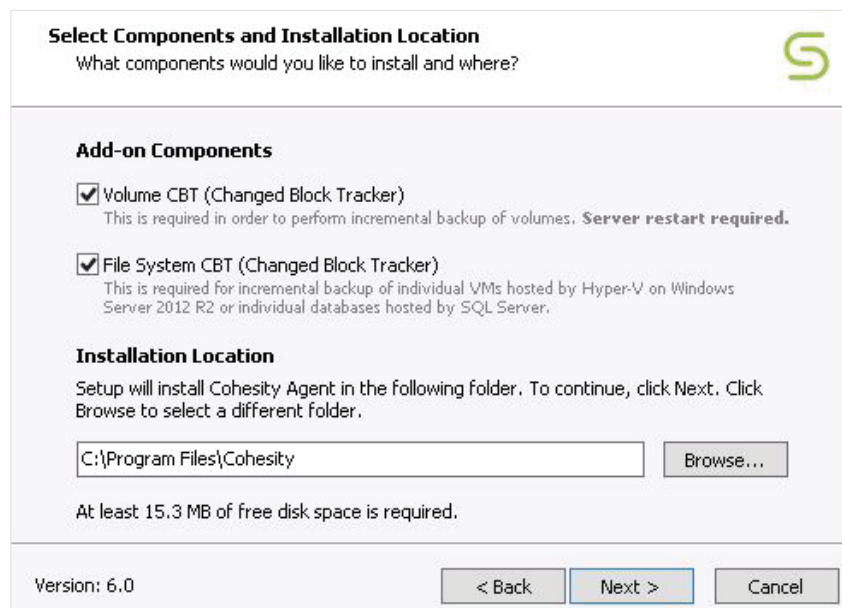 Select Components and Installation Location
What components would you like to install and where?
Add-on Components
Volume CBT (Changed Block Tracker)
This is required in order to perform incremental backup of volumes. Server restart required.
File System CBT (Changed Block Tracker)
This is required for incremental backup of individual VMs hosted by Hyper-V on Windows
Server 2012 R2 or individual databases hosted by SQL Server.
Installation Location
Setup will install Cohesity Agent in the following folder. To continue, click Next. Click
Browse to select a different folder.
C:\Program Files\Cohesity
Browse...
At least 15.3 MB of free disk space is required.
Version: 6.0
< Back
Next >
Cancel